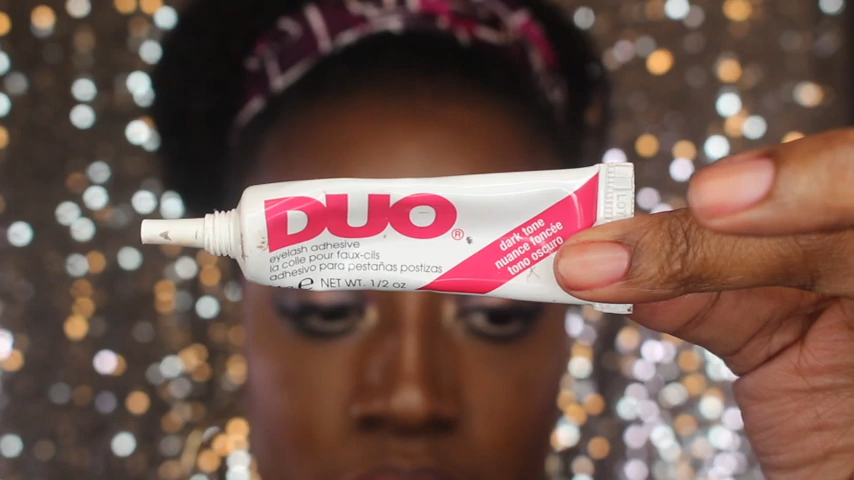 DUO®
eyelash adhesive
la colle pour faux-cils
adhesivo para pestañas postizas
℮ NET WT. 1/2 oz
dark tone
nuance foncée
tono oscuro